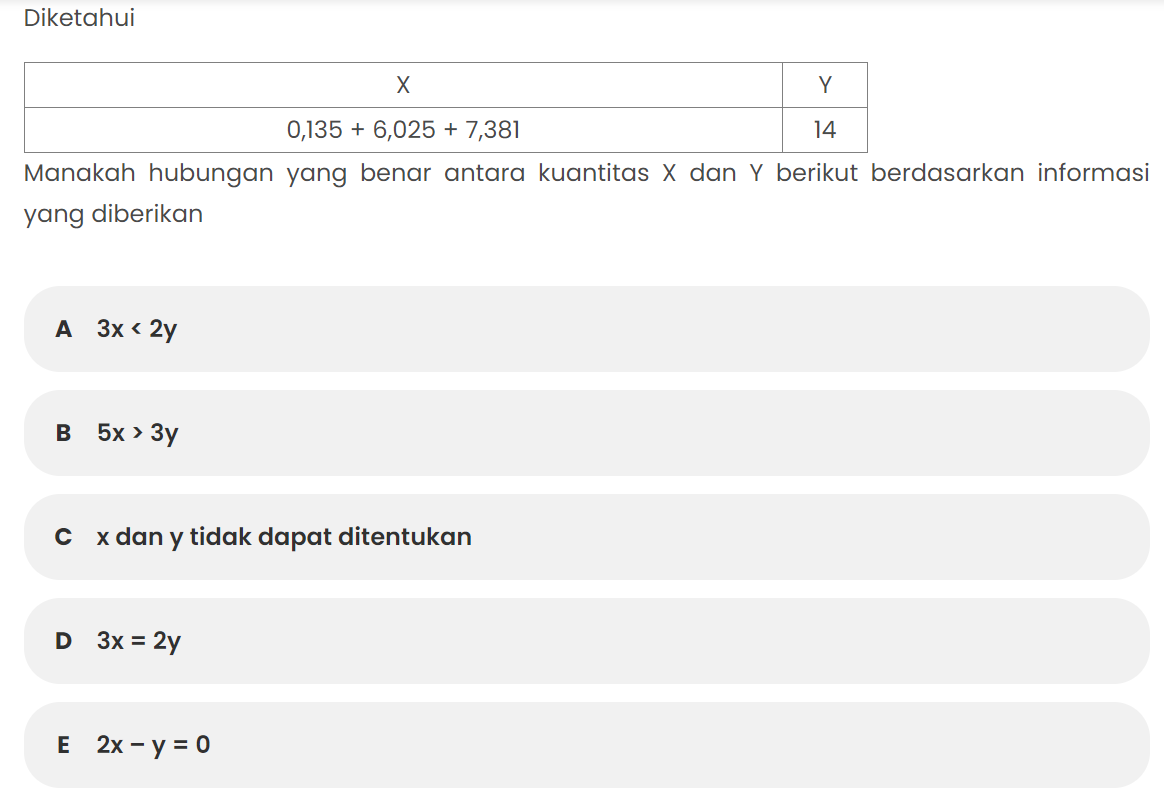 Diketahui
X Y
0,135 + 6,025 + 7,381 14
Manakah hubungan yang benar antara kuantitas X dan Y berikut berdasarkan informasi
yang diberikan
A 3x < 2y
B 5x > 3y
C x dan y tidak dapat ditentukan
D 3x = 2y
E 2x – y = 0